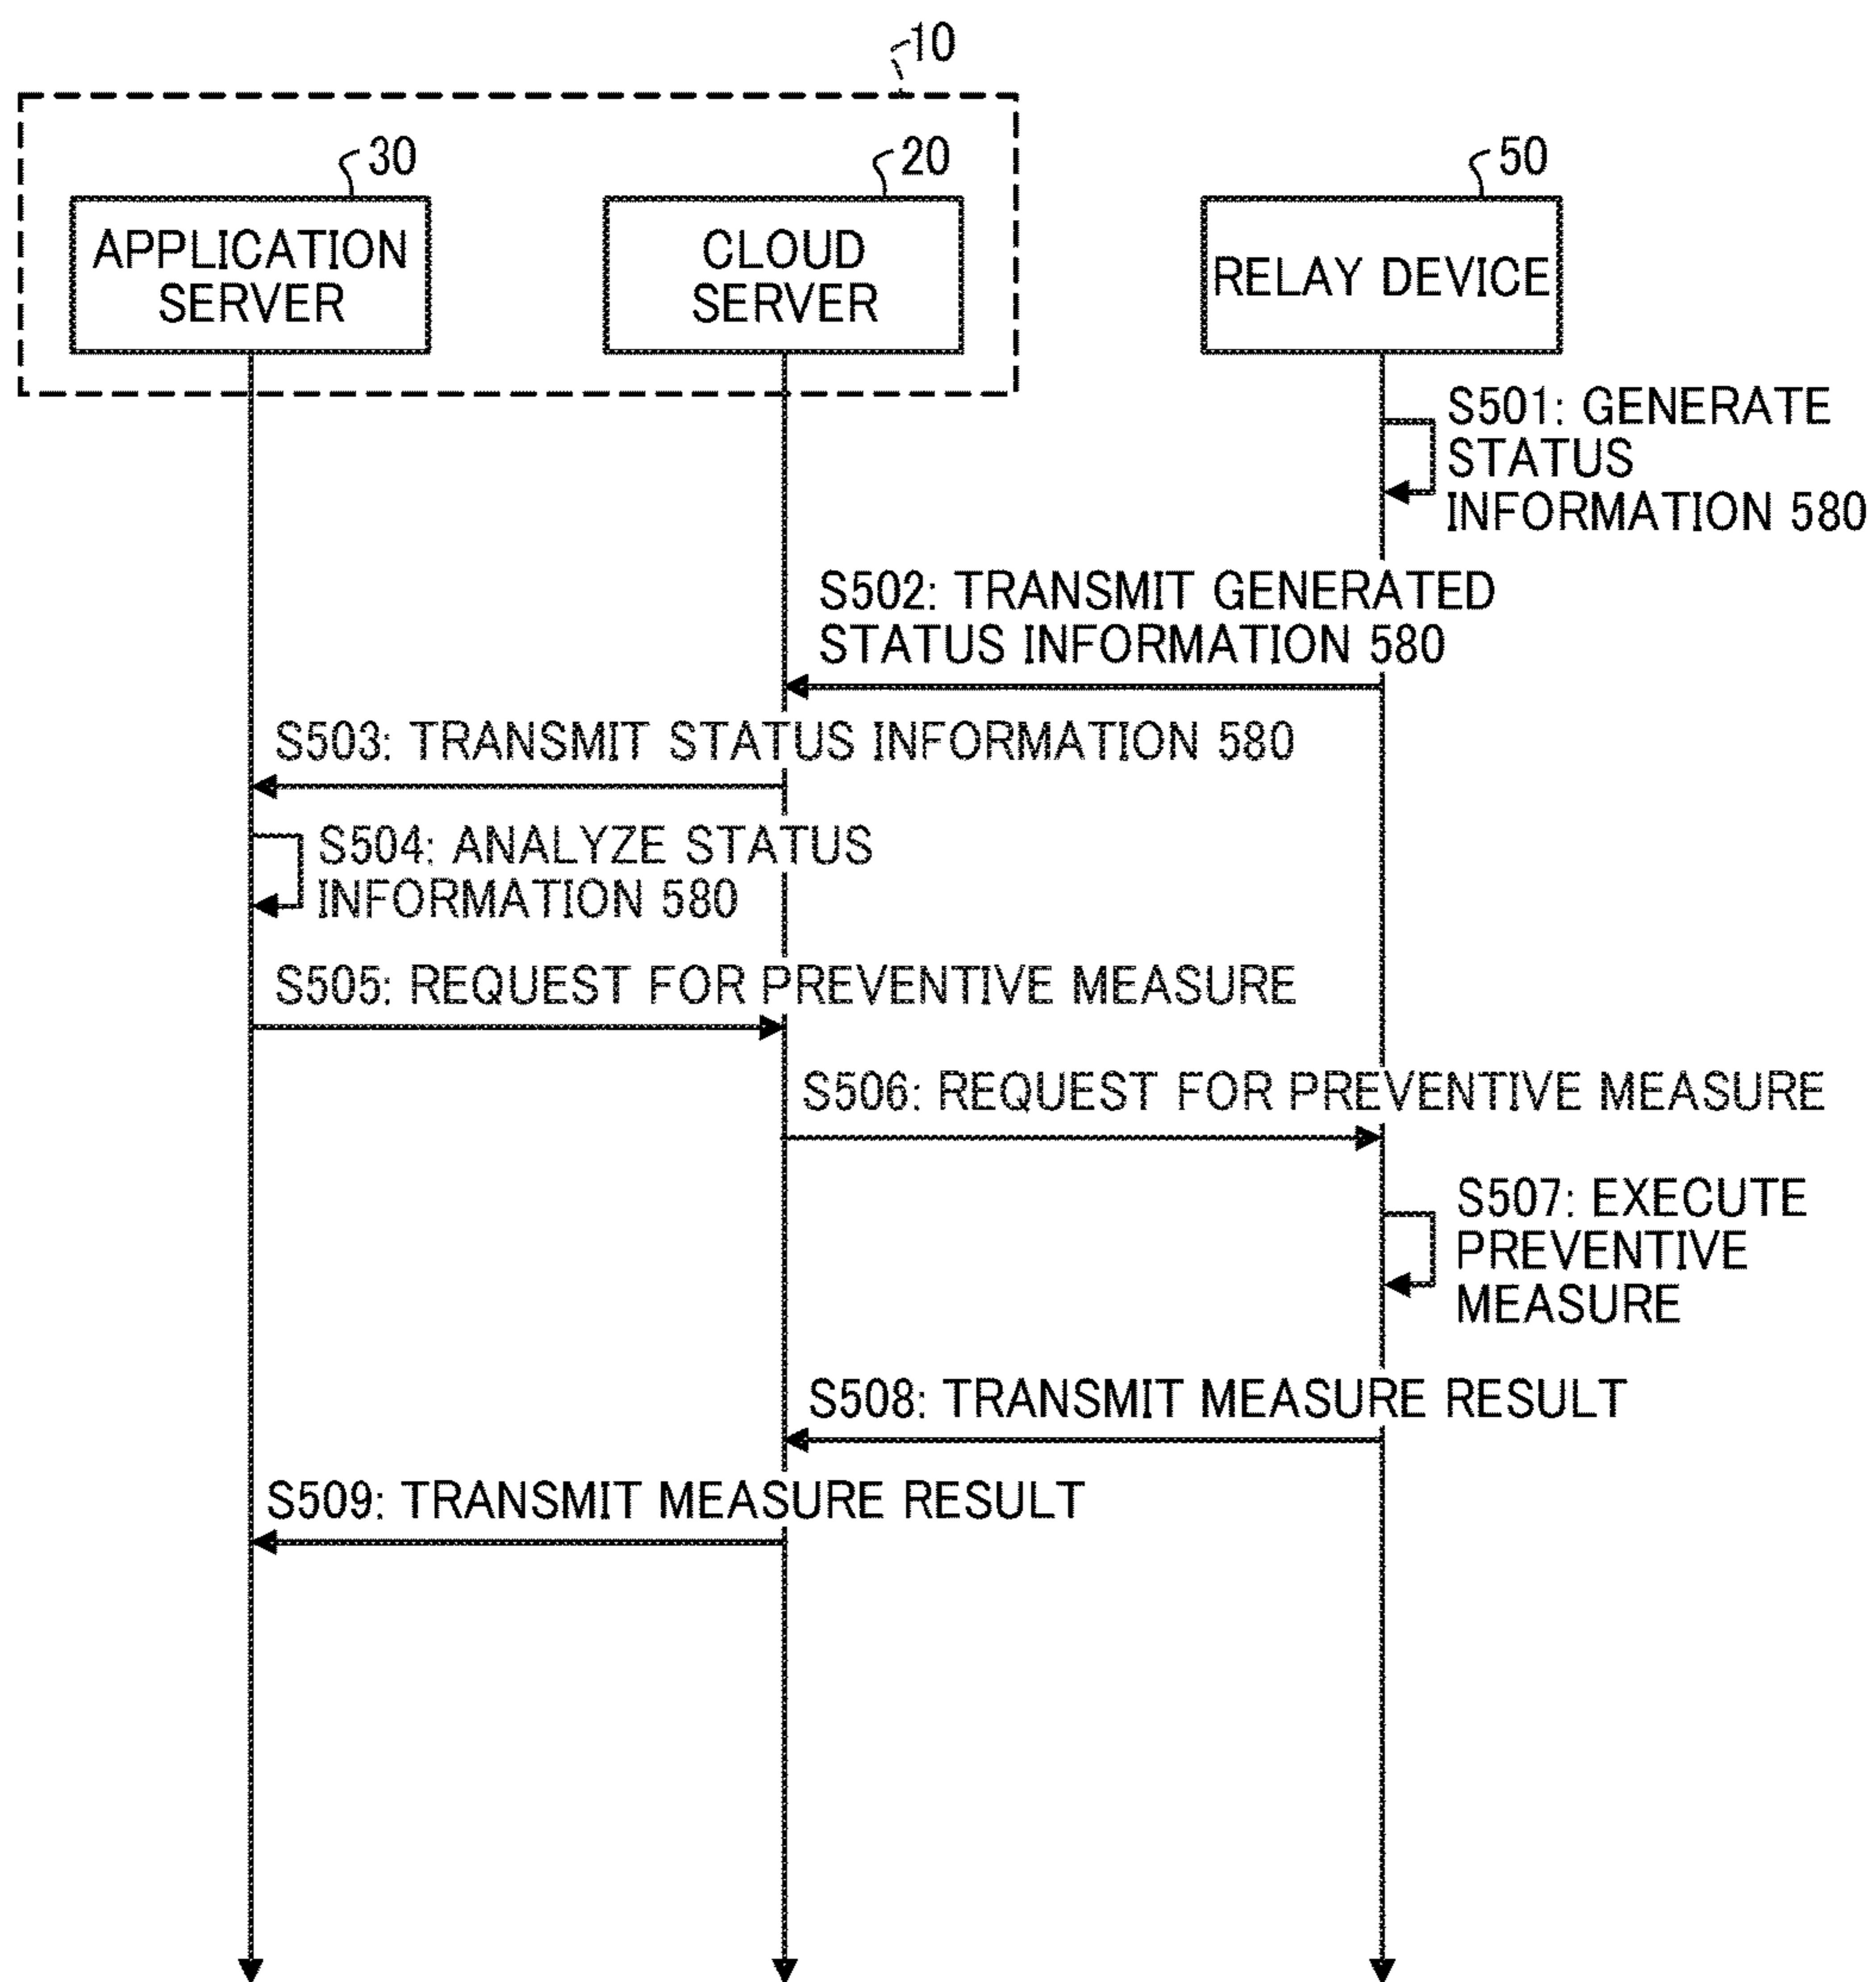 10
30
20
50
APPLICATION
SERVER
CLOUD
SERVER
RELAY DEVICE
S501: GENERATE
STATUS
INFORMATION 580
S502: TRANSMIT GENERATED
STATUS INFORMATION 580
S503: TRANSMIT STATUS INFORMATION 580
S504: ANALYZE STATUS
INFORMATION 580
S505: REQUEST FOR PREVENTIVE MEASURE
S506: REQUEST FOR PREVENTIVE MEASURE
S507: EXECUTE
PREVENTIVE
MEASURE
S508: TRANSMIT MEASURE RESULT
S509: TRANSMIT MEASURE RESULT